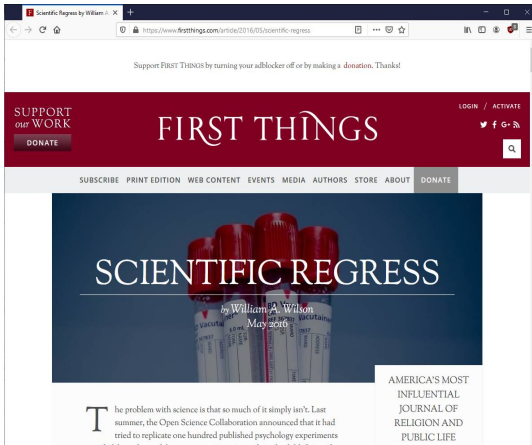 Scientific Regress by William A
https://www.firstthings.com/article/2016/05/scientific-regress
Support FIRST THINGS by turning your adblocker off or by making a donation. Thanks!
SUPPORT
our WORK
DONATE
FIRST THINGS
LOGIN / ACTIVATE
SUBSCRIBE PRINT EDITION WEB CONTENT EVENTS MEDIA AUTHORS STORE ABOUT DONATE
SCIENTIFIC REGRESS
by William A. Wilson
May 2016
AMERICA'S MOST
INFLUENTIAL
JOURNAL OF
RELIGION AND
PUBLIC LIFE
The problem with science is that so much of it simply isn't. Last
summer, the Open Science Collaboration announced that it had
tried to replicate one hundred published psychology experiments